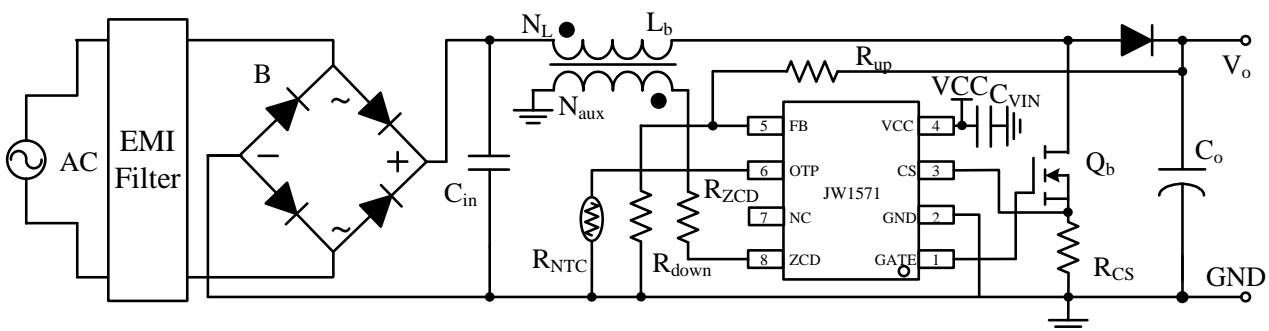 N_L
L_b
B
R_up
V_o
N_aux
VCC
C_VIN
5 FB
VCC 4
EMI
Filter
AC
~
~
−
+
C_in
6 OTP
CS 3
Q_b
C_o
R_ZCD
JW1571
7 NC
GND 2
R_NTC
R_down
8 ZCD
GATE 1
R_CS
GND